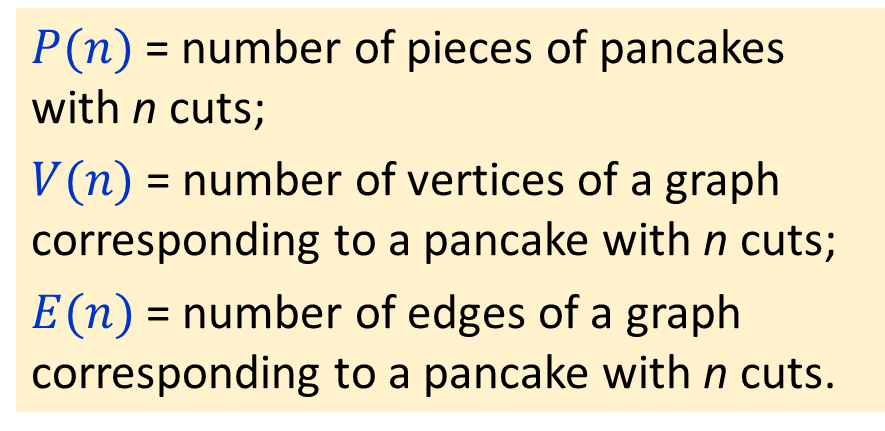 P(n) = number of pieces of pancakes
with n cuts;
V(n) = number of vertices of a graph
corresponding to a pancake with n cuts;
E(n) = number of edges of a graph
corresponding to a pancake with n cuts.